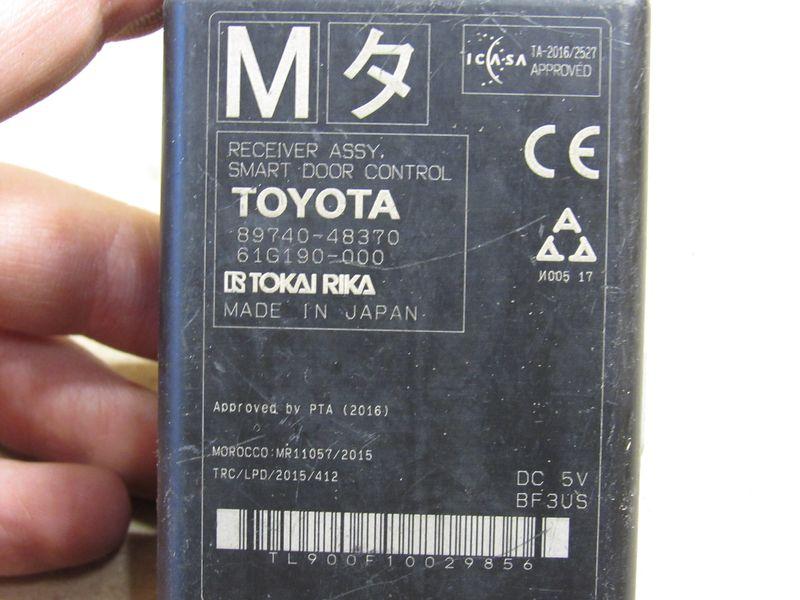 M タ
ICASA TA-2016/2527
APPROVED
CE
RECEIVER ASSY,
SMART DOOR CONTROL
TOYOTA
89740-48370
61G190-000
TOKAI RIKA
MADE IN JAPAN
И005 17
Approved by PTA (2016)
MOROCCO:MR11057/2015
TRC/LPD/2015/412
DC 5V
BF3US
TL900F10029856